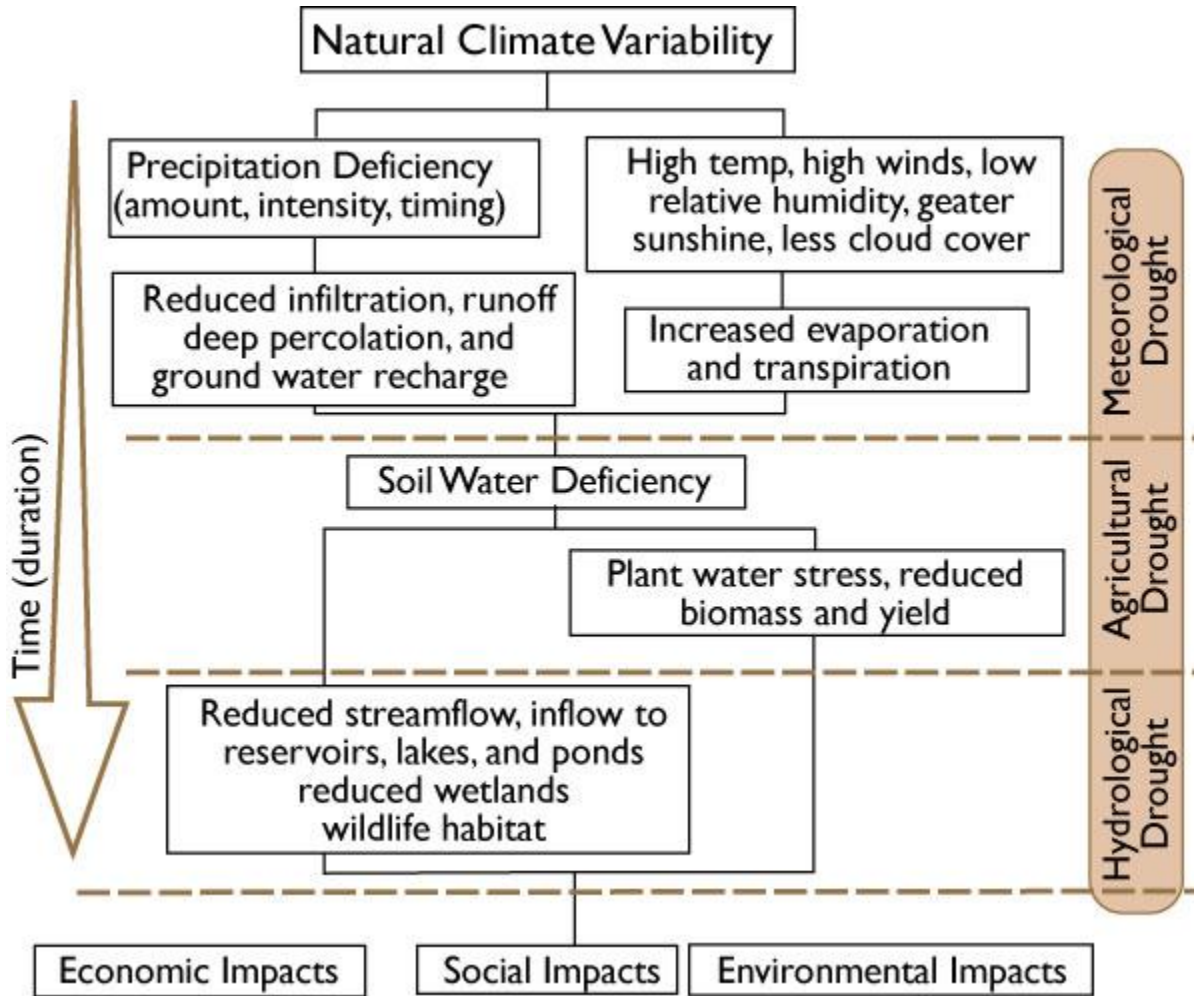 Natural Climate Variability
Precipitation Deficiency
(amount, intensity, timing)
High temp, high winds, low
relative humidity, geater
sunshine, less cloud cover
Reduced infiltration, runoff
deep percolation, and
ground water recharge
Increased evaporation
and transpiration
Meteorological
Drought
Soil Water Deficiency
Plant water stress, reduced
biomass and yield
Agricultural
Drought
Time (duration)
Reduced streamflow, inflow to
reservoirs, lakes, and ponds
reduced wetlands
wildlife habitat
Hydrological
Drought
Economic Impacts
Social Impacts
Environmental Impacts